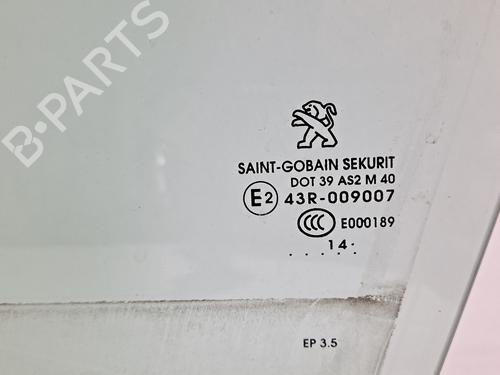 B-PARTS
SAINT-GOBAIN SEKURIT
DOT 39 AS2 M 40
E2 43R-009007
CCC E000189
14 .
. . . . .
EP 3.5